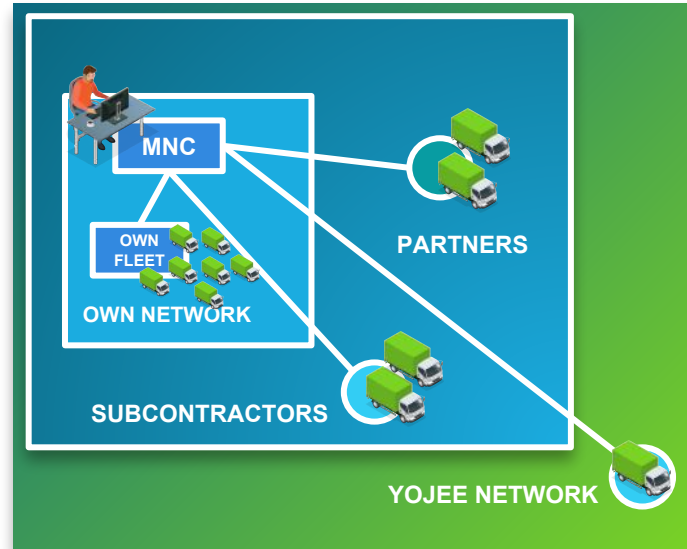 MNC
OWN
FLEET
OWN NETWORK
PARTNERS
SUBCONTRACTORS
YOJEE NETWORK